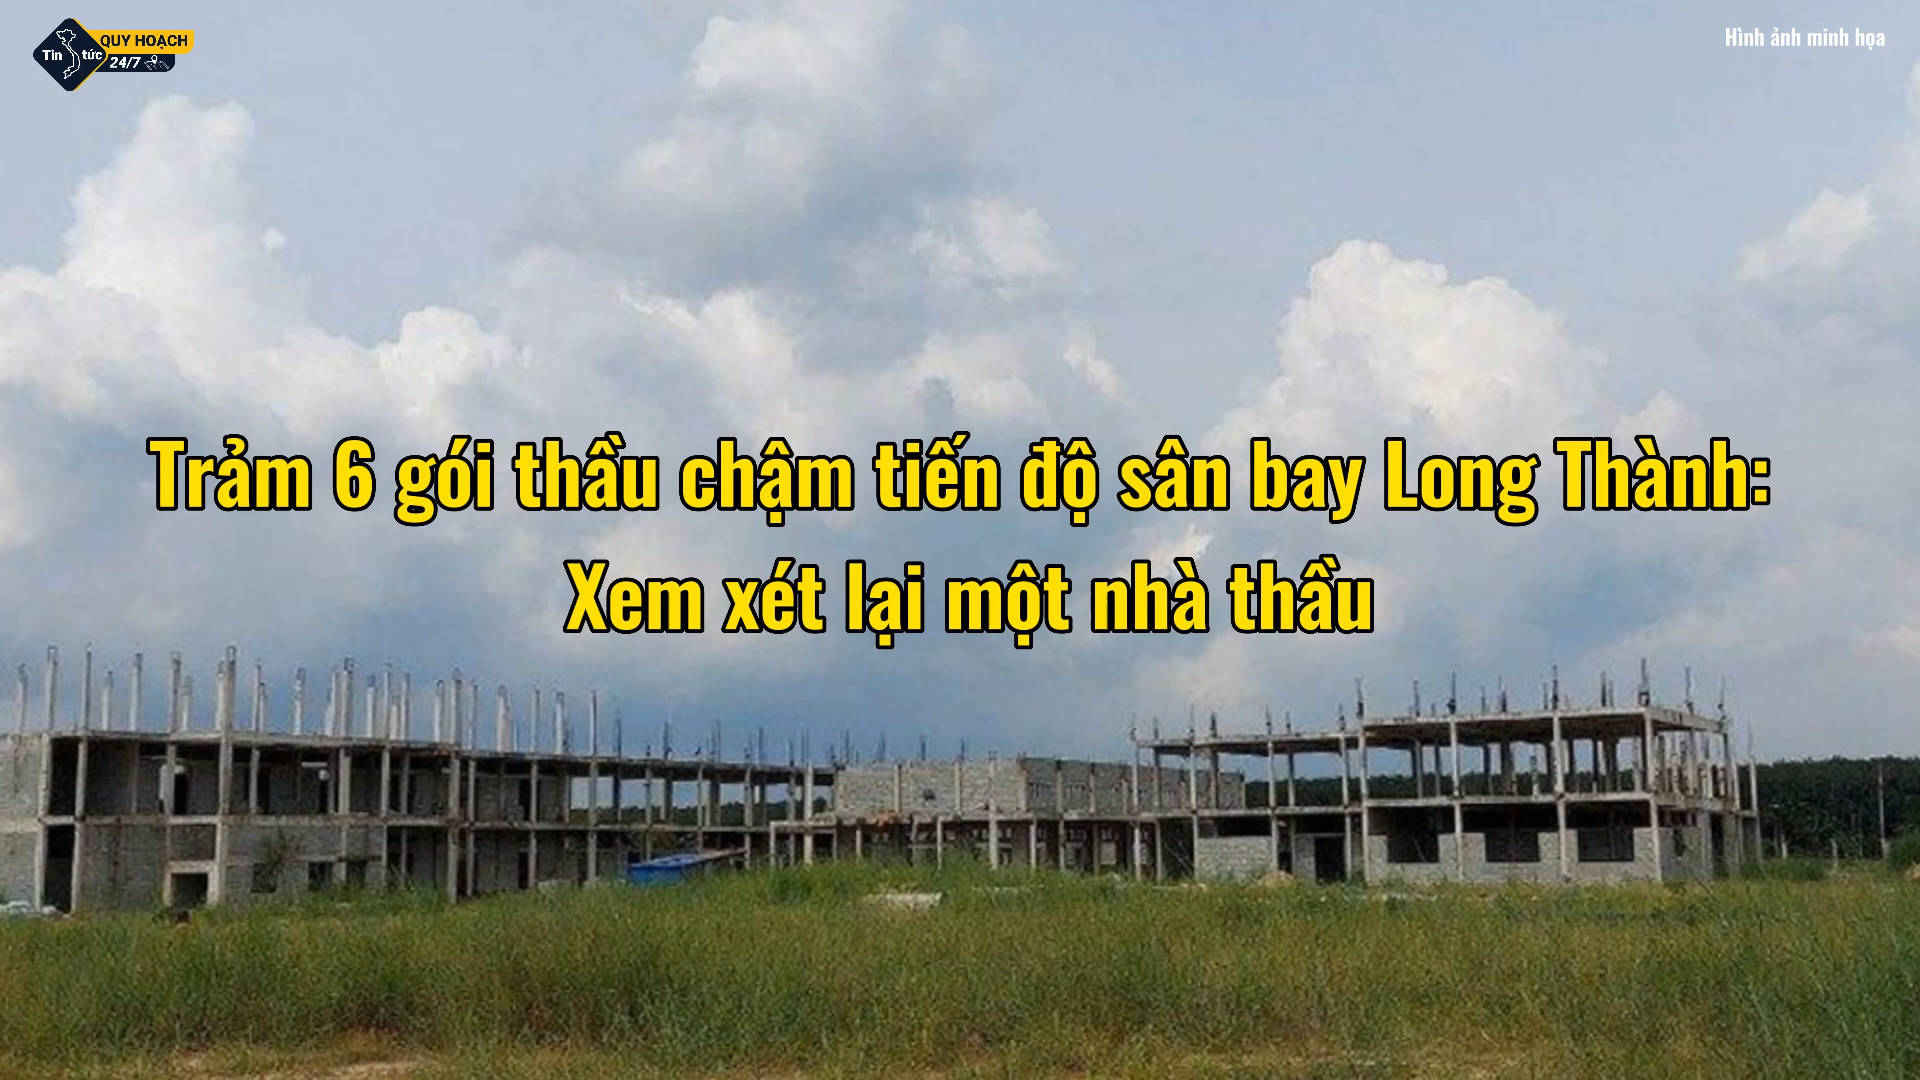 Tin tức
QUY HOẠCH
24/7
Hình ảnh minh họa
Trảm 6 gói thầu chậm tiến độ sân bay Long Thành:
Xem xét lại một nhà thầu